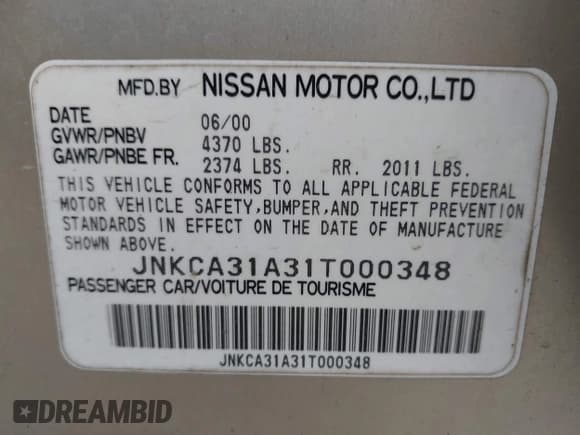 MFD.BY NISSAN MOTOR CO.,LTD
DATE 06/00
GVWR/PNBV 4370 LBS.
GAWR/PNBE FR. 2374 LBS. RR. 2011 LBS.
THIS VEHICLE CONFORMS TO ALL APPLICABLE FEDERAL
MOTOR VEHICLE SAFETY,BUMPER,AND THEFT PREVENTION
STANDARDS IN EFFECT ON THE DATE OF MANUFACTURE
SHOWN ABOVE.
JNKCA31A31T000348
PASSENGER CAR/VOITURE DE TOURISME
JNKCA31A31T000348
DREAMBID